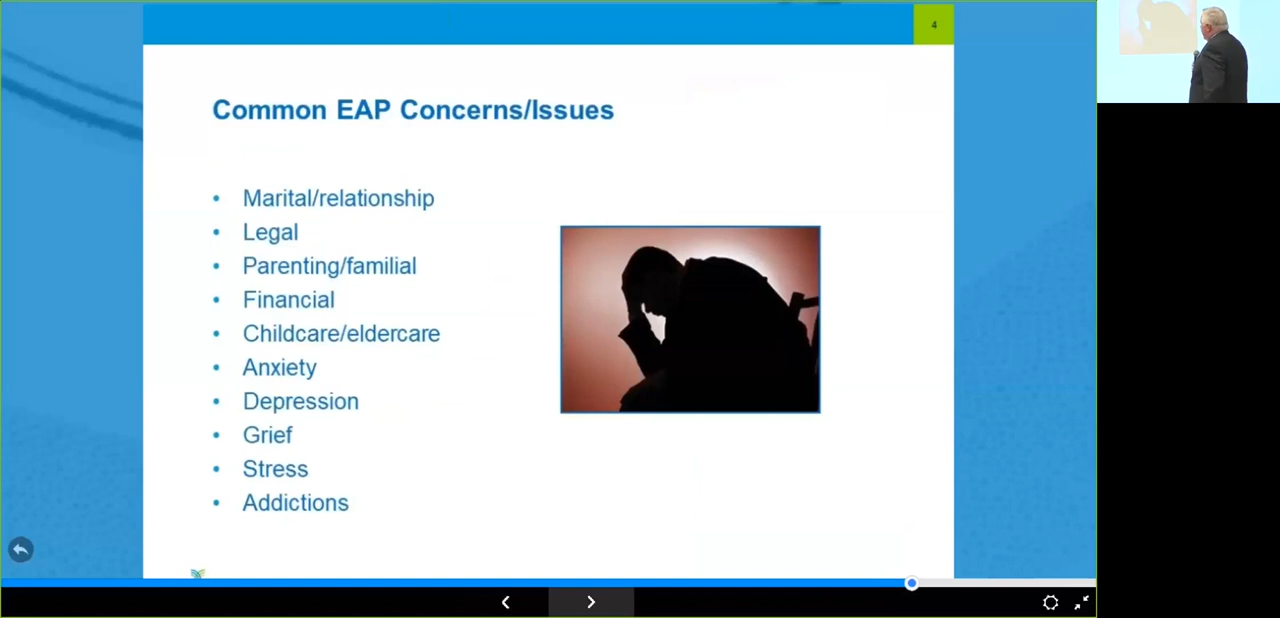 4
Common EAP Concerns/Issues
• Marital/relationship
• Legal
• Parenting/familial
• Financial
• Childcare/eldercare
• Anxiety
• Depression
• Grief
• Stress
• Addictions